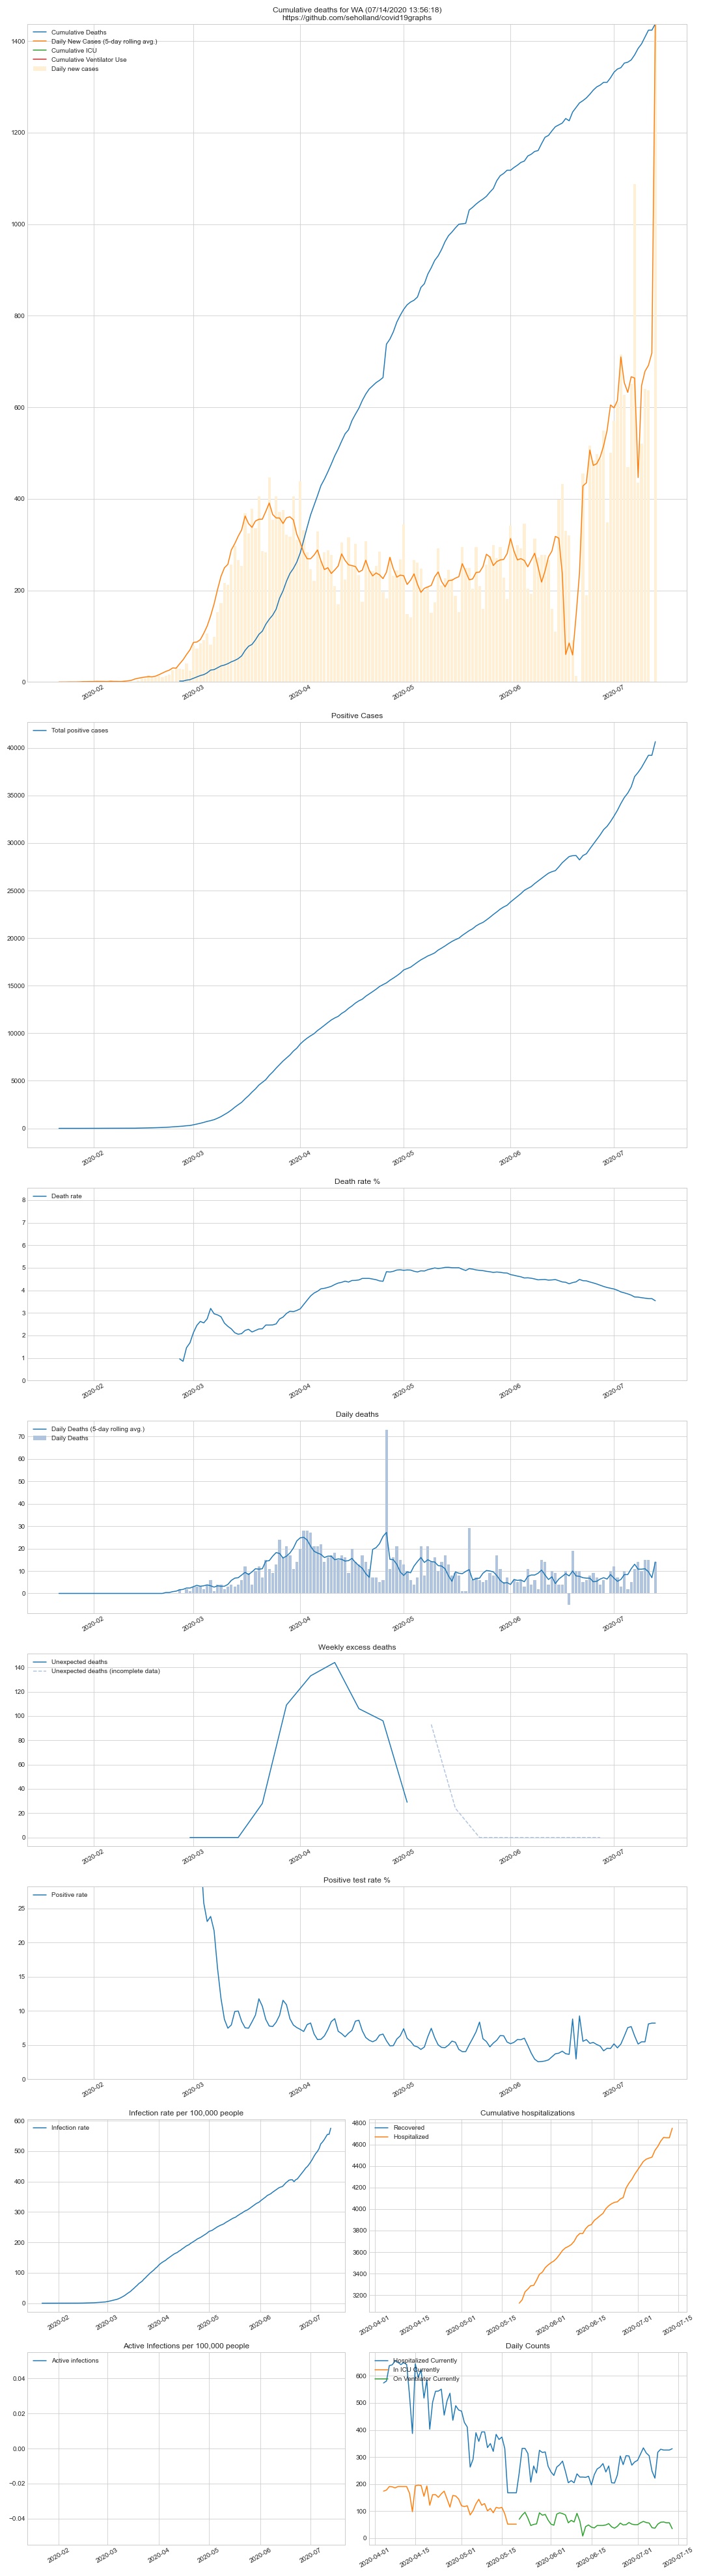 Cumulative deaths for WA (07/14/2020 13:56:18)
https://github.com/seholland/covid19graphs
Cumulative Deaths
Daily New Cases (5-day rolling avg.)
Cumulative ICU
Cumulative Ventilator Use
Daily new cases
1400
1200
1000
800
600
400
200
0
2020-02 2020-03 2020-04 2020-05 2020-06 2020-07
Positive Cases
Total positive cases
40000
35000
30000
25000
20000
15000
10000
5000
0
2020-02 2020-03 2020-04 2020-05 2020-06 2020-07
Death rate %
Death rate
8
7
6
5
4
3
2
1
0
2020-02 2020-03 2020-04 2020-05 2020-06 2020-07
Daily deaths
Daily Deaths (5-day rolling avg.)
Daily Deaths
70
60
50
40
30
20
10
0
2020-02 2020-03 2020-04 2020-05 2020-06 2020-07
Weekly excess deaths
Unexpected deaths
Unexpected deaths (incomplete data)
140
120
100
80
60
40
20
0
2020-02 2020-03 2020-04 2020-05 2020-06 2020-07
Positive test rate %
Positive rate
25
20
15
10
5
0
2020-02 2020-03 2020-04 2020-05 2020-06 2020-07
Infection rate per 100,000 people
Infection rate
600
500
400
300
200
100
0
2020-02 2020-03 2020-04 2020-05 2020-06 2020-07
Cumulative hospitalizations
Recovered
Hospitalized
4800
4600
4400
4200
4000
3800
3600
3400
3200
2020-04-01 2020-04-15 2020-05-01 2020-05-15 2020-06-01 2020-06-15 2020-07-01 2020-07-15
Active Infections per 100,000 people
Active infections
0.04
0.02
0.00
−0.02
−0.04
2020-02 2020-03 2020-04 2020-05 2020-06 2020-07
Daily Counts
Hospitalized Currently
In ICU Currently
On Ventilator Currently
600
500
400
300
200
100
0
2020-04-01 2020-04-15 2020-05-01 2020-05-15 2020-06-01 2020-06-15 2020-07-01 2020-07-15